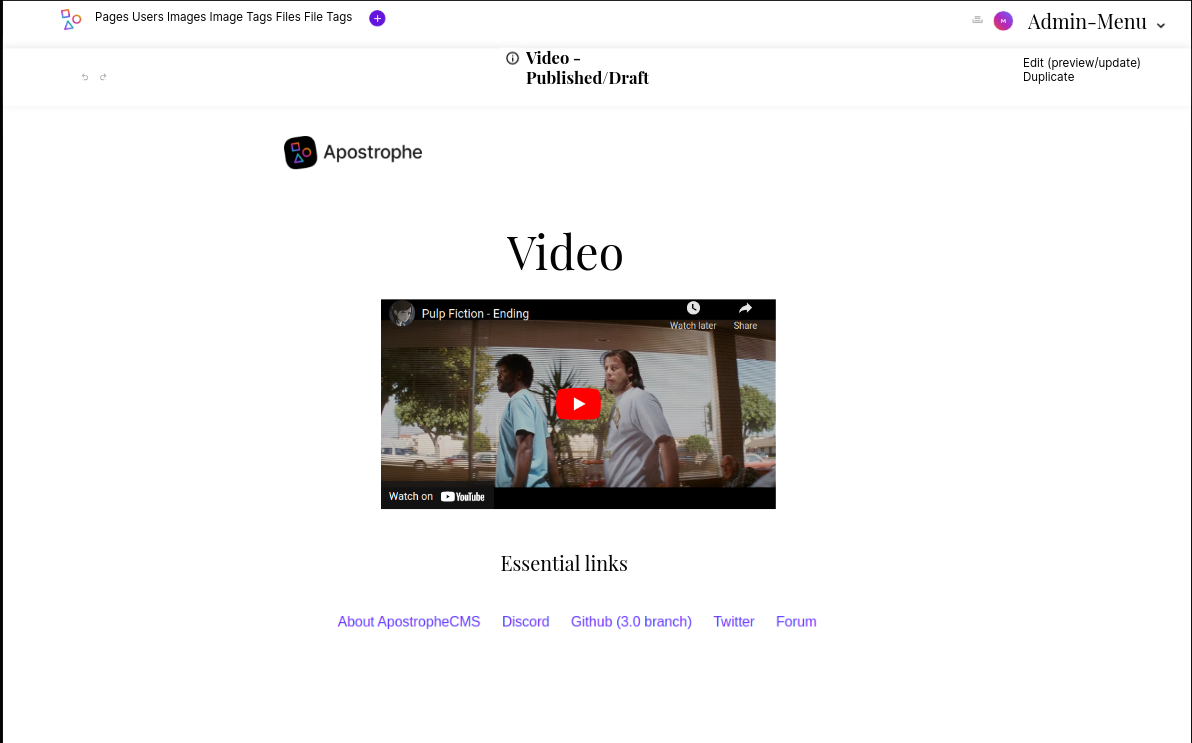 Pages Users Images Image Tags Files File Tags
M
Admin-Menu
Video -
Published/Draft
Edit (preview/update)
Duplicate
Apostrophe
Video
Pulp Fiction - Ending
Watch later
Share
Watch on YouTube
Essential links
About ApostropheCMS Discord Github (3.0 branch) Twitter Forum